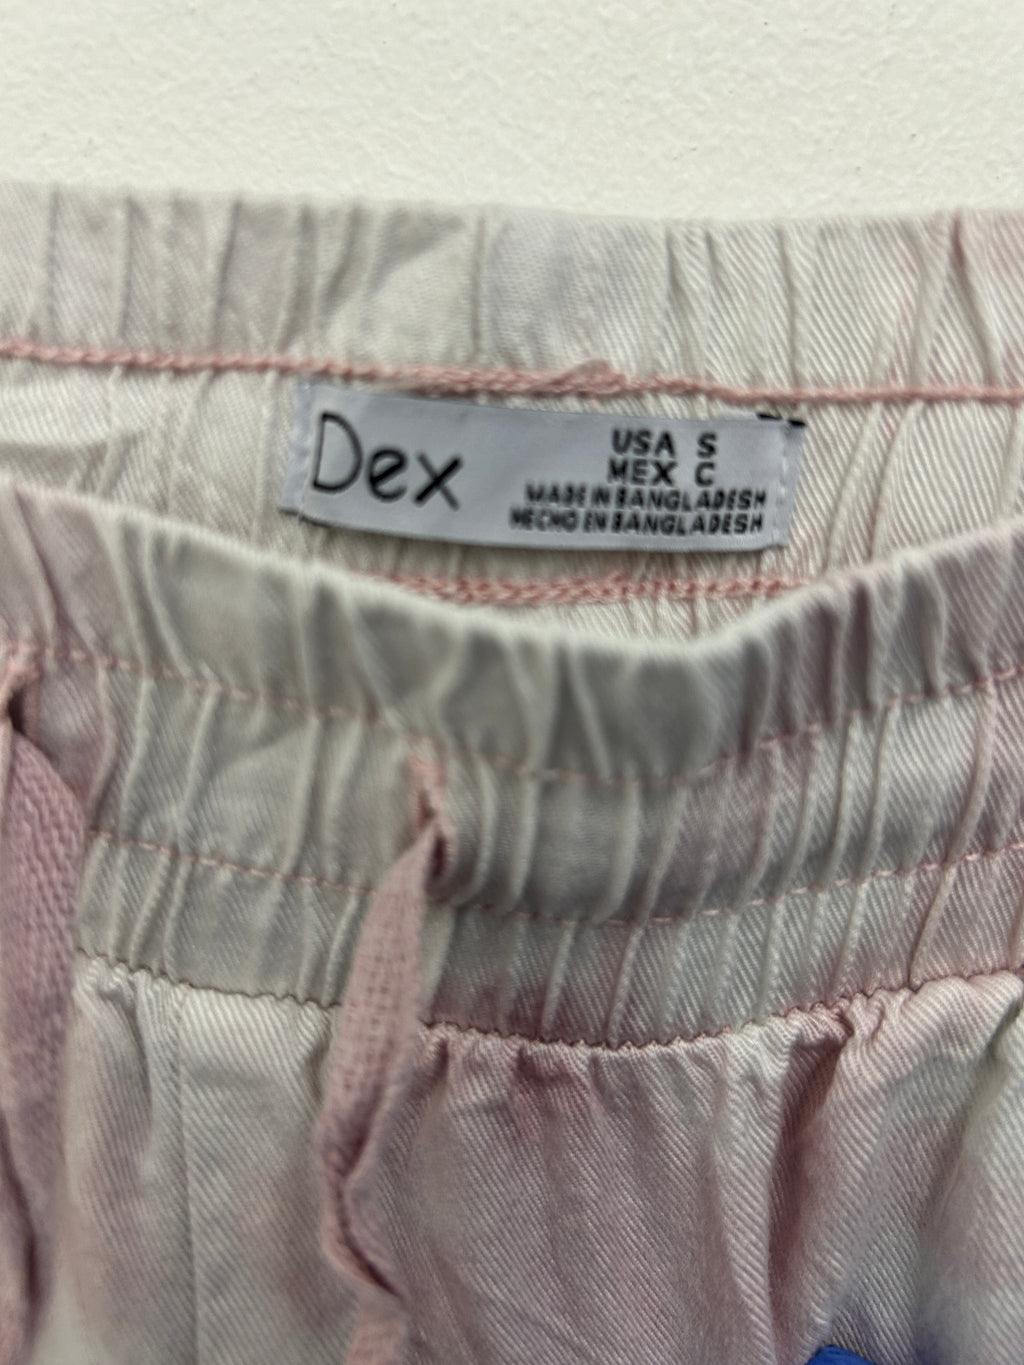 Dex
USA S
MEX C
MADE IN BANGLADESH
HECHO EN BANGLADESH